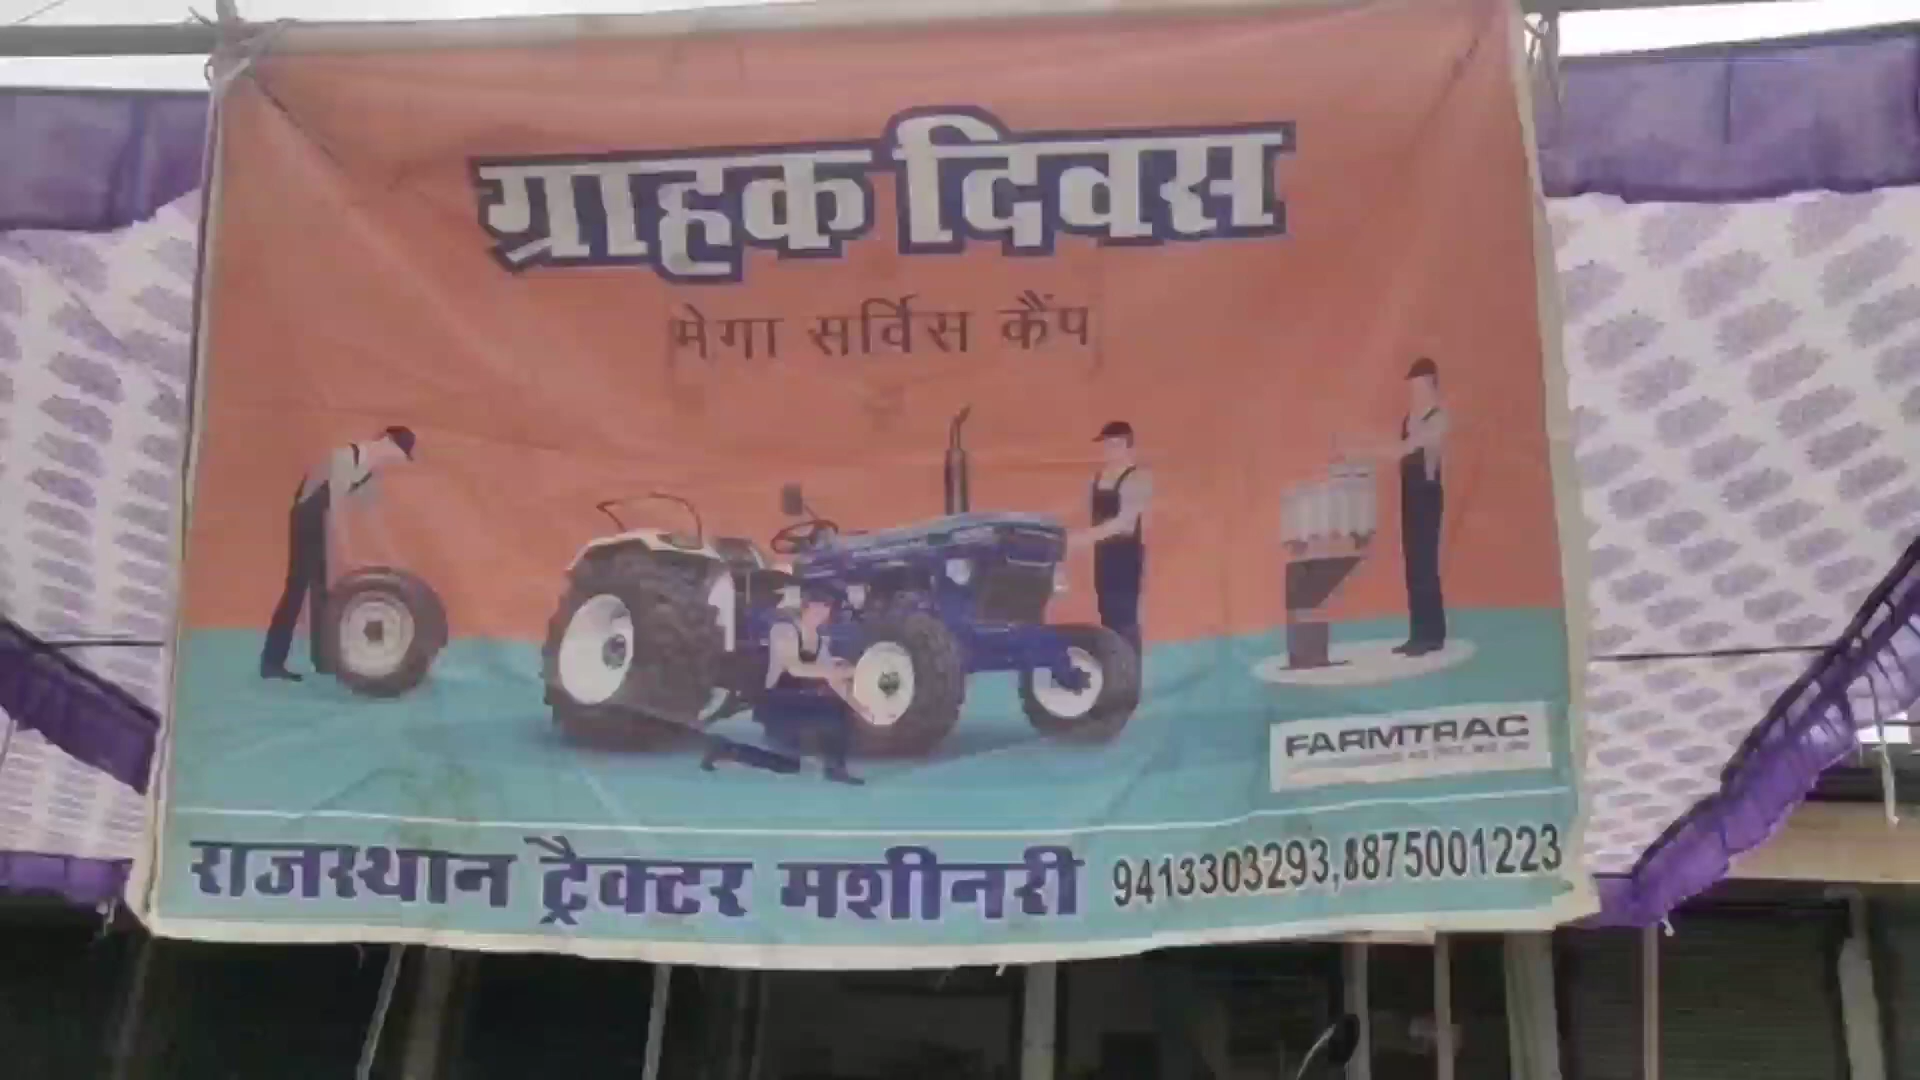 ग्राहक दिवस
मेगा सर्विस कैंप
FARMTRAC
राजस्थान ट्रैक्टर मशीनरी 9413303293,8875001223